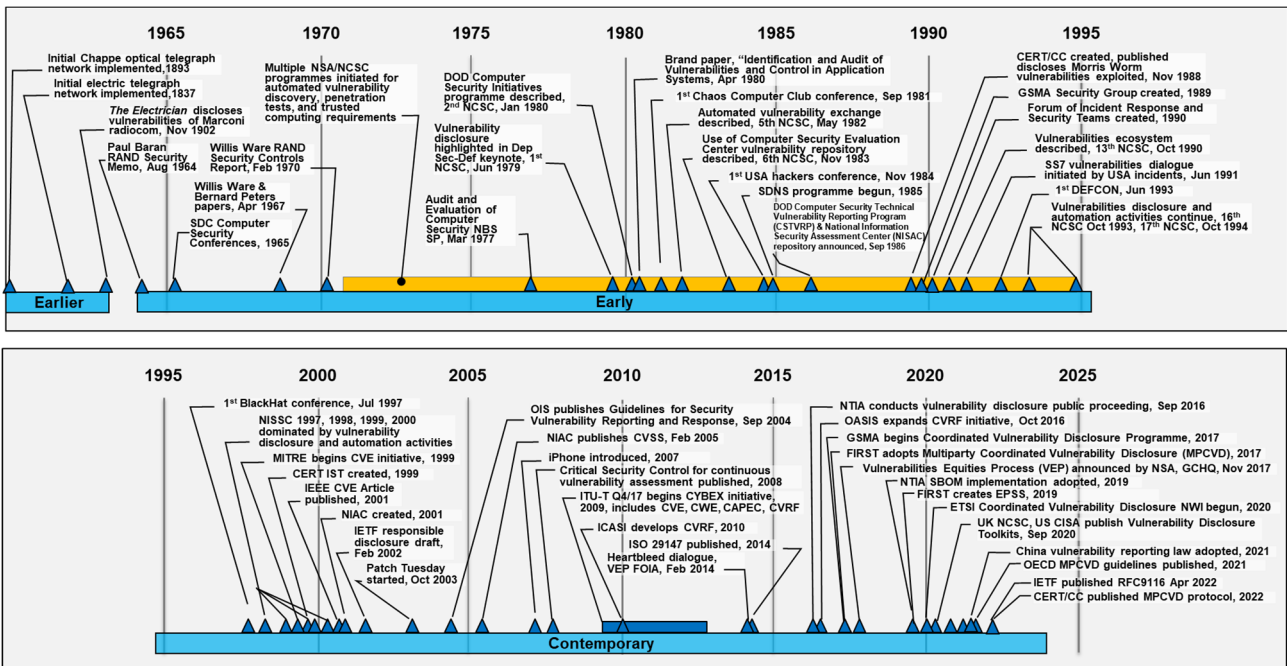 1965 1970 1975 1980 1985 1990 1995
Initial Chappe optical telegraph
network implemented,1893
Initial electric telegraph
network implemented,1837
The Electrician discloses
vulnerabilities of Marconi
radiocom, Nov 1902
Paul Baran
RAND Security
Memo, Aug 1964
Willis Ware RAND
Security Controls
Report, Feb 1970
Willis Ware &
Bernard Peters
papers, Apr 1967
SDC Computer
Security
Conferences, 1965
Multiple NSA/NCSC
programmes initiated for
automated vulnerability
discovery, penetration
tests, and trusted
computing requirements
DOD Computer
Security Initiatives
programme described,
2nd NCSC, Jan 1980
Vulnerability
disclosure
highlighted in Dep
Sec-Def keynote, 1st
NCSC, Jun 1979
Audit and
Evaluation of
Computer
Security NBS
SP, Mar 1977
Brand paper, “Identification and Audit of
Vulnerabilities and Control in Application
Systems, Apr 1980
1st Chaos Computer Club conference, Sep 1981
Automated vulnerability exchange
described, 5th NCSC, May 1982
Use of Computer Security Evaluation
Center vulnerability repository
described, 6th NCSC, Nov 1983
1st USA hackers conference, Nov 1984
SDNS programme begun, 1985
DOD Computer Security Technical
Vulnerability Reporting Program
(CSTVRP) & National Information
Security Assessment Center (NISAC)
repository announced, Sep 1986
CERT/CC created, published
discloses Morris Worm
vulnerabilities exploited, Nov 1988
GSMA Security Group created, 1989
Forum of Incident Response and
Security Teams created, 1990
Vulnerabilities ecosystem
described, 13th NCSC, Oct 1990
SS7 vulnerabilities dialogue
initiated by USA incidents, Jun 1991
1st DEFCON, Jun 1993
Vulnerabilities disclosure and
automation activities continue, 16th
NCSC Oct 1993, 17th NCSC, Oct 1994
Earlier
Early
1995 2000 2005 2010 2015 2020 2025
1st BlackHat conference, Jul 1997
NISSC 1997, 1998, 1999, 2000
dominated by vulnerability
disclosure and automation activities
MITRE begins CVE initiative, 1999
CERT IST created, 1999
IEEE CVE Article
published, 2001
NIAC created, 2001
IETF responsible
disclosure draft,
Feb 2002
Patch Tuesday
started, Oct 2003
OIS publishes Guidelines for Security
Vulnerability Reporting and Response, Sep 2004
NIAC publishes CVSS, Feb 2005
iPhone introduced, 2007
Critical Security Control for continuous
vulnerability assessment published, 2008
ITU-T Q4/17 begins CYBEX initiative,
2009, includes CVE, CWE, CAPEC, CVRF
ICASI develops CVRF, 2010
ISO 29147 published, 2014
Heartbleed dialogue,
VEP FOIA, Feb 2014
NTIA conducts vulnerability disclosure public proceeding, Sep 2016
OASIS expands CVRF initiative, Oct 2016
GSMA begins Coordinated Vulnerability Disclosure Programme, 2017
FIRST adopts Multiparty Coordinated Vulnerability Disclosure (MPCVD), 2017
Vulnerabilities Equities Process (VEP) announced by NSA, GCHQ, Nov 2017
NTIA SBOM implementation adopted, 2019
FIRST creates EPSS, 2019
ETSI Coordinated Vulnerability Disclosure NWI begun, 2020
UK NCSC, US CISA publish Vulnerability Disclosure
Toolkits, Sep 2020
China vulnerability reporting law adopted, 2021
OECD MPCVD guidelines published, 2021
IETF published RFC9116 Apr 2022
CERT/CC published MPCVD protocol, 2022
Contemporary